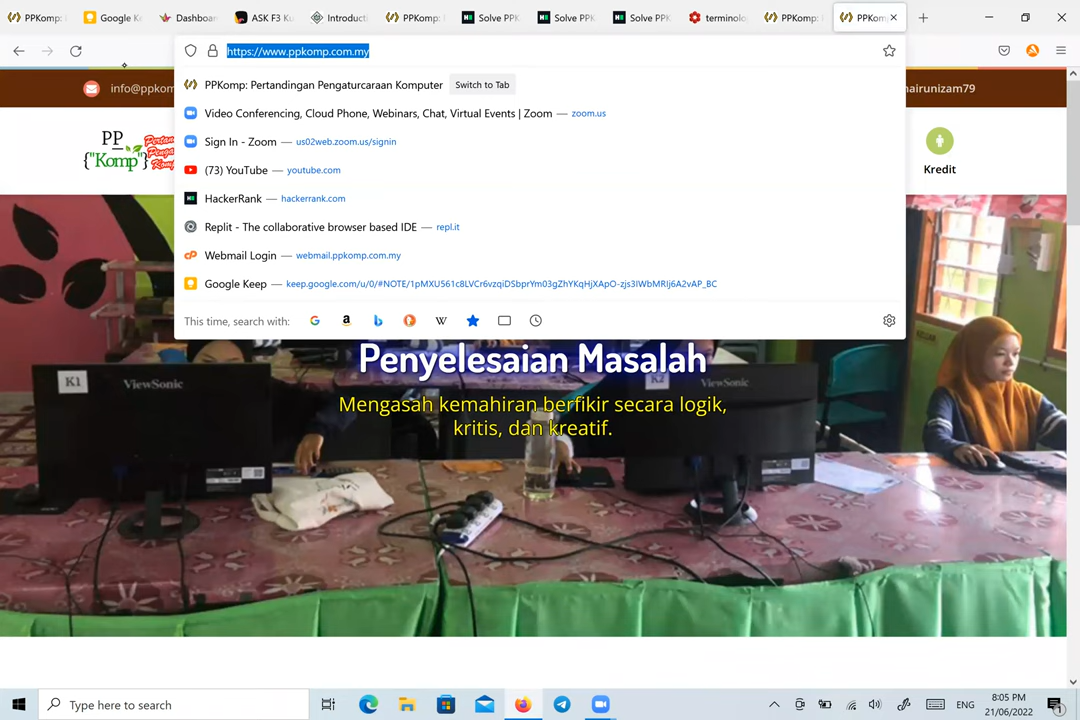 PPKomp:
Google K
Dashboar
ASK F3 Ku
Introducti
PPKomp:
Solve PPK
Solve PPK
Solve PPK
terminolo
PPKomp:
PPKom
https://www.ppkomp.com.my
info@ppkom
hairunizam79
PPKomp: Pertandingan Pengaturcaraan Komputer Switch to Tab
Video Conferencing, Cloud Phone, Webinars, Chat, Virtual Events | Zoom — zoom.us
Sign In - Zoom — us02web.zoom.us/signin
(73) YouTube — youtube.com
HackerRank — hackerrank.com
Replit - The collaborative browser based IDE — repl.it
Webmail Login — webmail.ppkomp.com.my
Google Keep — keep.google.com/u/0/#NOTE/1pMXU561c8LVCr6vzqiDSbprYm03gZhYKqHjXApO-zjs3IWbMRIj6A2vAP_BC
This time, search with:
PP
{"Komp"}
Kredit
Penyelesaian Masalah
Mengasah kemahiran berfikir secara logik,
kritis, dan kreatif.
K1
ViewSonic
K2
ViewSonic
Type here to search
ENG
8:05 PM
21/06/2022